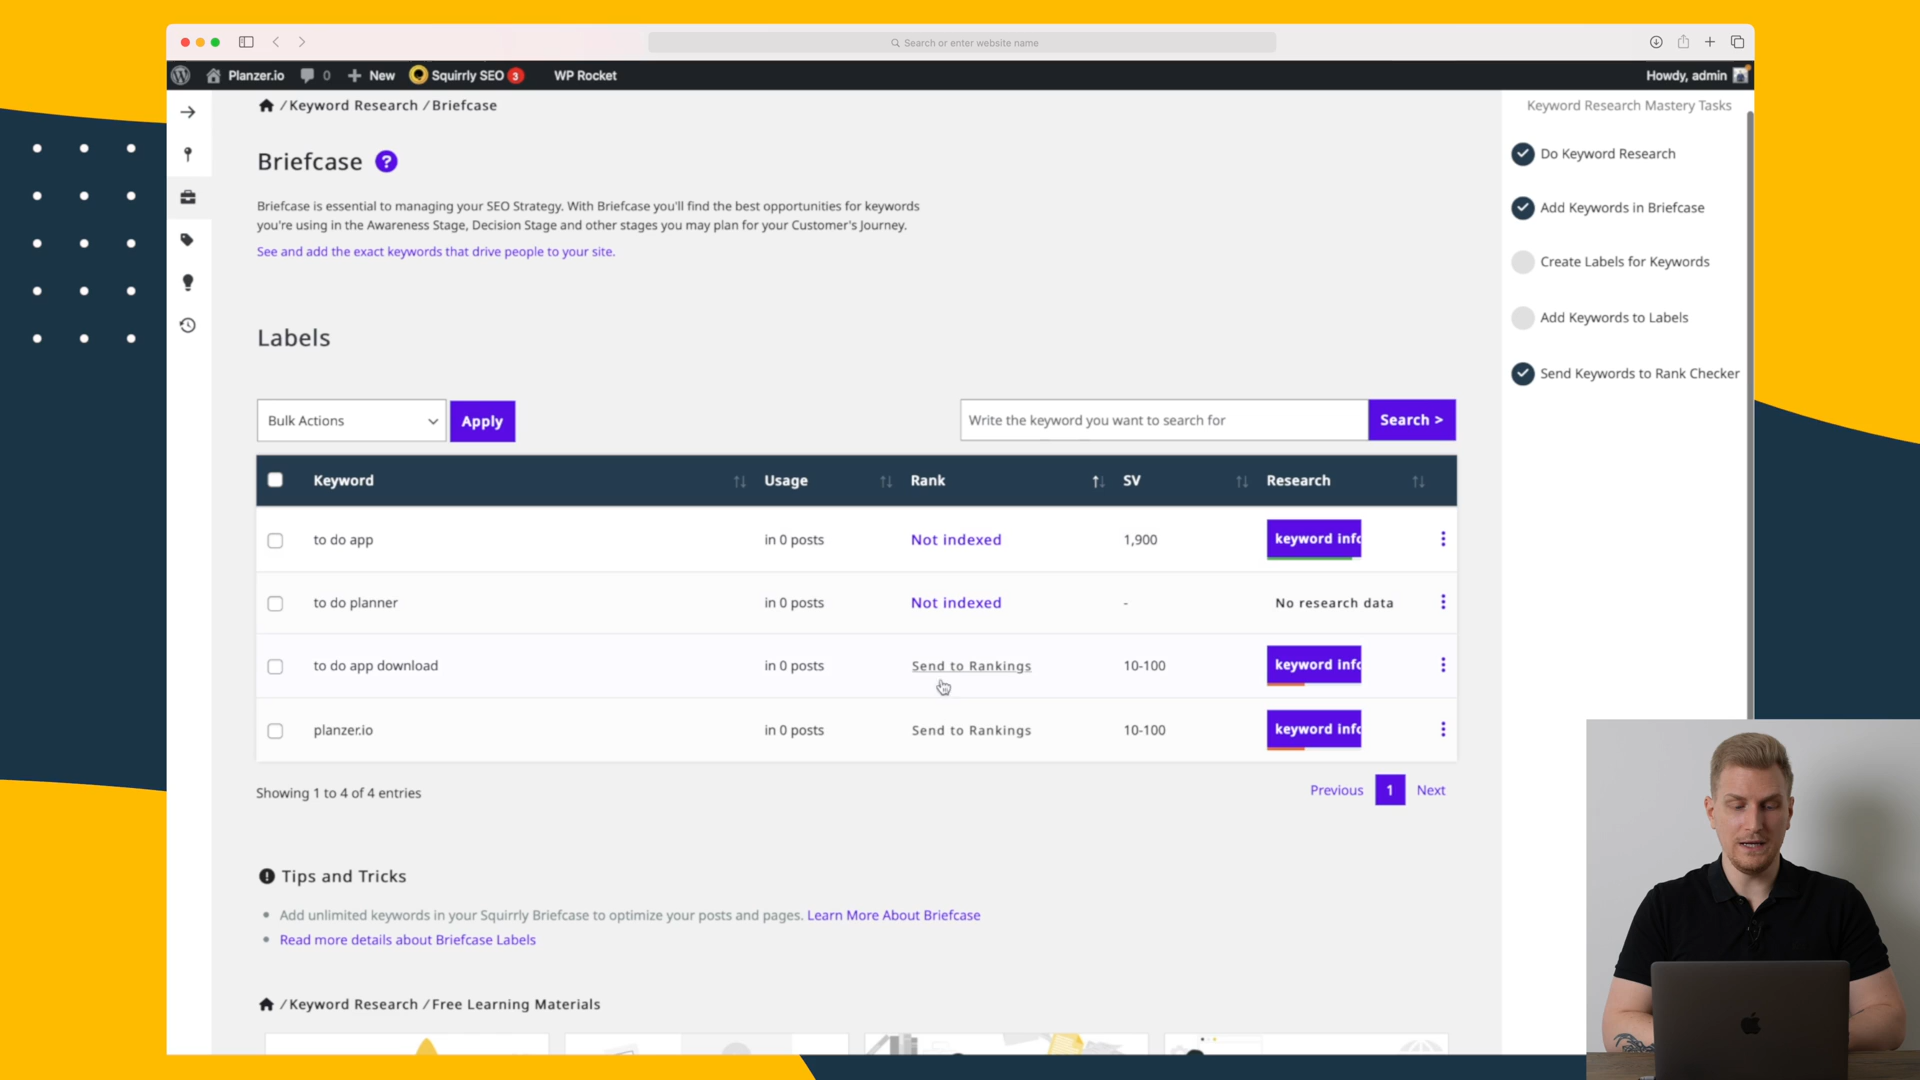 Search or enter website name
Planzer.io 0 New Squirrly SEO 3 WP Rocket Howdy, admin
/ Keyword Research / Briefcase
Briefcase ?
Briefcase is essential to managing your SEO Strategy. With Briefcase you'll find the best opportunities for keywords
you're using in the Awareness Stage, Decision Stage and other stages you may plan for your Customer's Journey.
See and add the exact keywords that drive people to your site.
Labels
Bulk Actions Apply Write the keyword you want to search for Search >
Keyword Usage Rank SV Research
to do app in 0 posts Not indexed 1,900 keyword info
to do planner in 0 posts Not indexed - No research data
to do app download in 0 posts Send to Rankings 10-100 keyword info
planzer.io in 0 posts Send to Rankings 10-100 keyword info
Showing 1 to 4 of 4 entries Previous 1 Next
Tips and Tricks
Add unlimited keywords in your Squirrly Briefcase to optimize your posts and pages. Learn More About Briefcase
Read more details about Briefcase Labels
/ Keyword Research / Free Learning Materials
Keyword Research Mastery Tasks
Do Keyword Research
Add Keywords in Briefcase
Create Labels for Keywords
Add Keywords to Labels
Send Keywords to Rank Checker